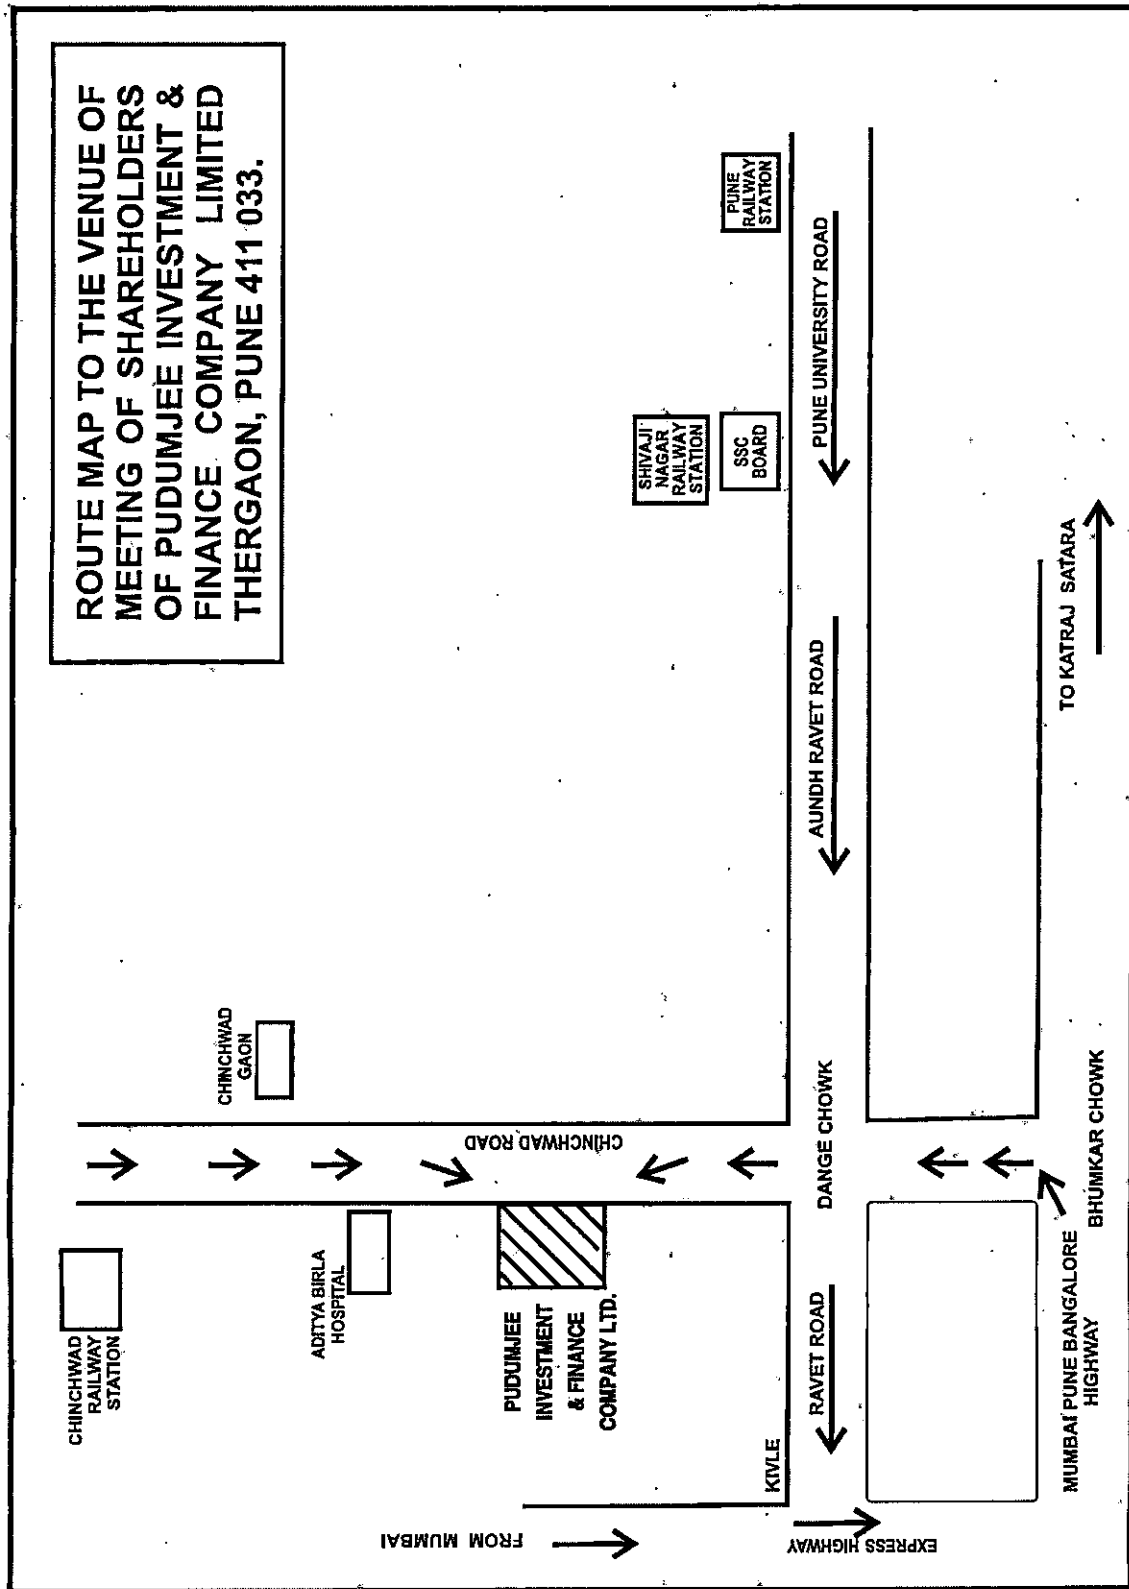 ROUTE MAP TO THE VENUE OF
MEETING OF SHAREHOLDERS
OF PUDUMJEE INVESTMENT &
FINANCE COMPANY LIMITED
THERGAON, PUNE 411 033.
CHINCHWAD
RAILWAY
STATION
CHINCHWAD
GAON
ADITYA BIRLA
HOSPITAL
CHINCHWAD ROAD
PUDUMJEE
INVESTMENT
& FINANCE
COMPANY LTD.
SHIVAJI
NAGAR
RAILWAY
STATION
SSC
BOARD
PUNE
RAILWAY
STATION
FROM MUMBAI
KIVLE
RAVET ROAD
DANGE CHOWK
AUNDH RAVET ROAD
PUNE UNIVERSITY ROAD
EXPRESS HIGHWAY
MUMBAI PUNE BANGALORE
HIGHWAY
BHUMKAR CHOWK
TO KATRAJ SATARA